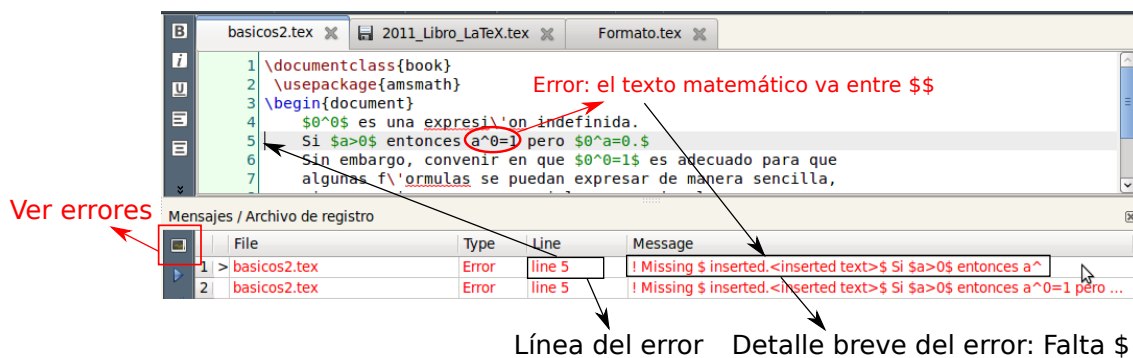 basicos2.tex 2011_Libro_LaTeX.tex Formato.tex
1 \documentclass{book}
2 \usepackage{amsmath}
Error: el texto matemático va entre $$
3 \begin{document}
4 $0^0$ es una expresi\'on indefinida.
5 Si $a>0$ entonces a^0=1 pero $0^a=0.$
6 Sin embargo, convenir en que $0^0=1$ es adecuado para que
7 algunas f\'ormulas se puedan expresar de manera sencilla,
Ver errores
Mensajes / Archivo de registro
File Type Line Message
1 > basicos2.tex Error line 5 ! Missing $ inserted.<inserted text>$ Si $a>0$ entonces a^
2 basicos2.tex Error line 5 ! Missing $ inserted.<inserted text>$ Si $a>0$ entonces a^0=1 pero ...
Línea del error Detalle breve del error: Falta $